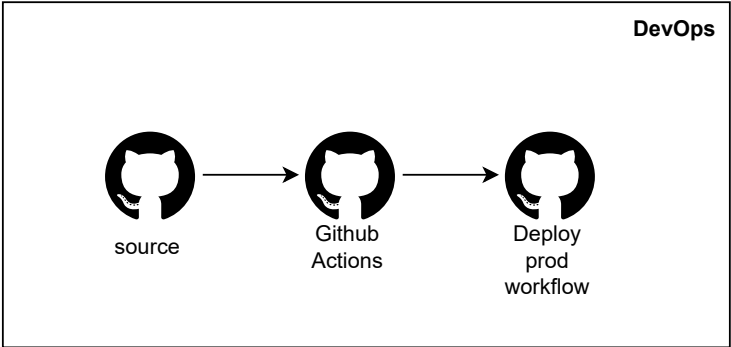 DevOps
source
Github
Actions
Deploy
prod
workflow